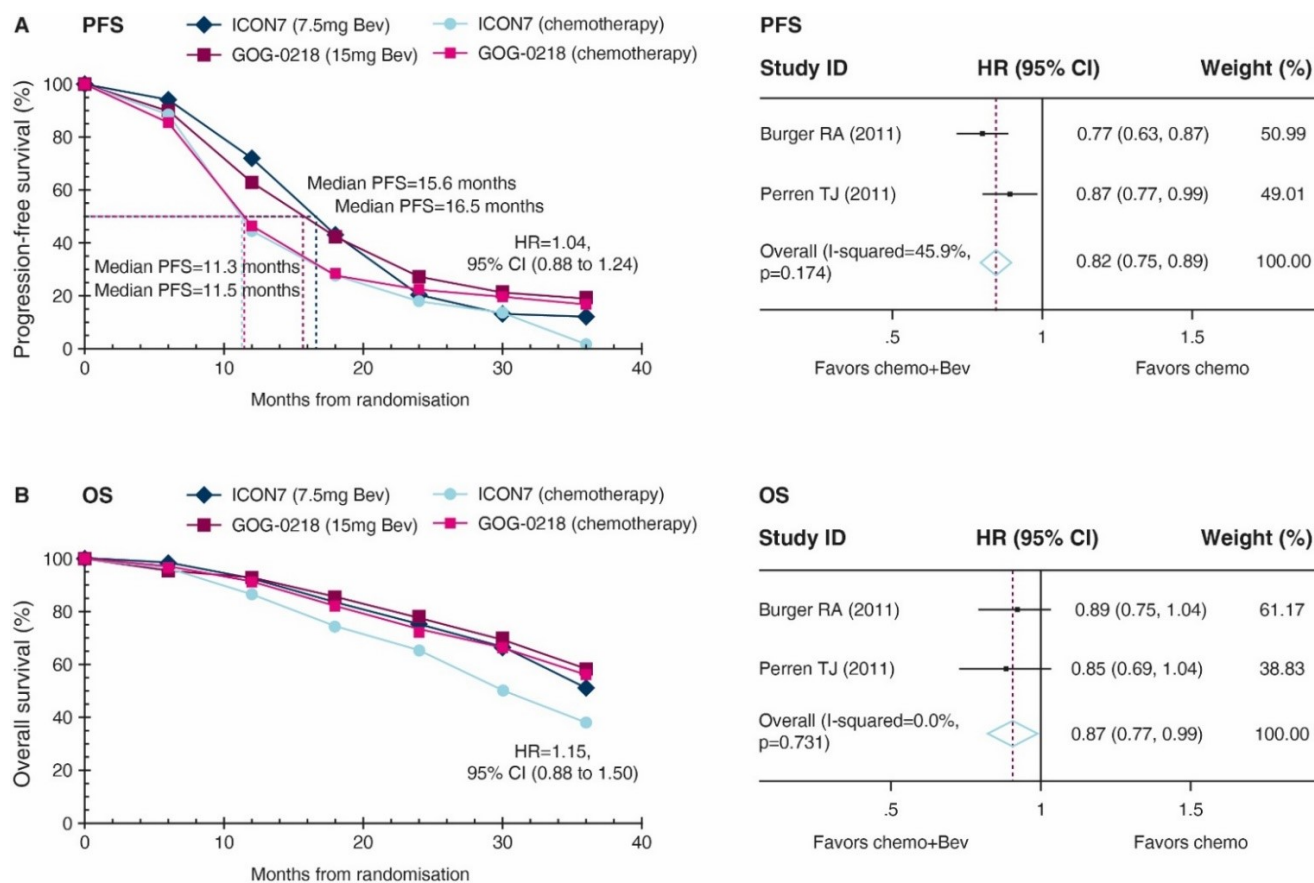 A PFS
ICON7 (7.5mg Bev) ICON7 (chemotherapy)
GOG-0218 (15mg Bev) GOG-0218 (chemotherapy)
Progression-free survival (%)
100
80
60
40
20
0
Median PFS=15.6 months
Median PFS=16.5 months
HR=1.04,
95% CI (0.88 to 1.24)
Median PFS=11.3 months
Median PFS=11.5 months
0 10 20 30 40
Months from randomisation
PFS
Study ID HR (95% CI) Weight (%)
Burger RA (2011) 0.77 (0.63, 0.87) 50.99
Perren TJ (2011) 0.87 (0.77, 0.99) 49.01
Overall (I-squared=45.9%,
p=0.174) 0.82 (0.75, 0.89) 100.00
.5 1 1.5
Favors chemo+Bev Favors chemo
B OS
ICON7 (7.5mg Bev) ICON7 (chemotherapy)
GOG-0218 (15mg Bev) GOG-0218 (chemotherapy)
Overall survival (%)
100
80
60
40
20
0
HR=1.15,
95% CI (0.88 to 1.50)
0 10 20 30 40
Months from randomisation
OS
Study ID HR (95% CI) Weight (%)
Burger RA (2011) 0.89 (0.75, 1.04) 61.17
Perren TJ (2011) 0.85 (0.69, 1.04) 38.83
Overall (I-squared=0.0%,
p=0.731) 0.87 (0.77, 0.99) 100.00
.5 1 1.5
Favors chemo+Bev Favors chemo